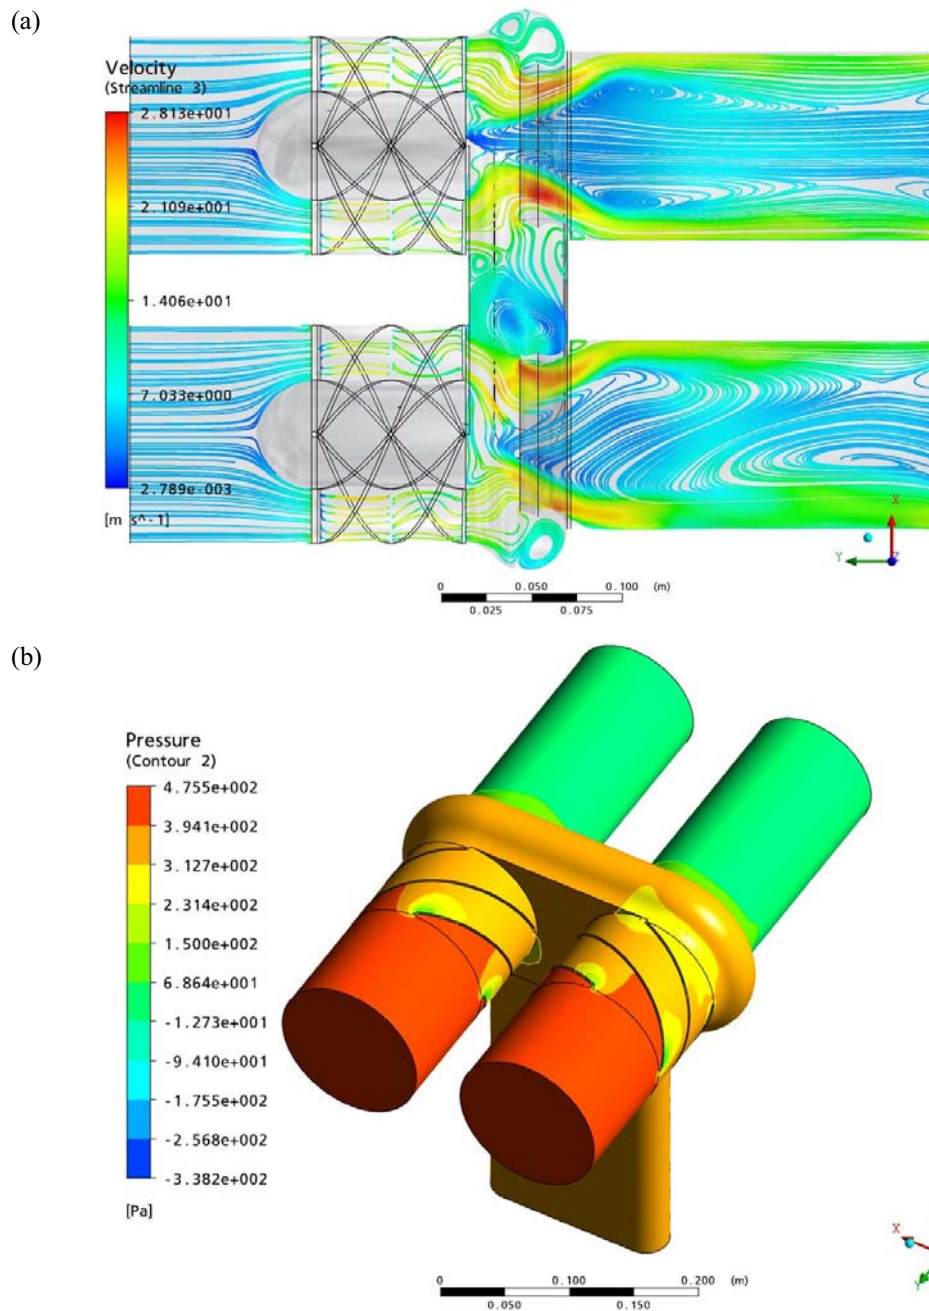 (a)
Velocity
(Streamline 3)
2.813e+001
2.109e+001
1.406e+001
7.033e+000
2.789e-003
[m s^-1]
X
Y
Z
0 0.050 0.100 (m)
0.025 0.075
(b)
Pressure
(Contour 2)
4.755e+002
3.941e+002
3.127e+002
2.314e+002
1.500e+002
6.864e+001
-1.273e+001
-9.410e+001
-1.755e+002
-2.568e+002
-3.382e+002
[Pa]
X
Y
0 0.100 0.200 (m)
0.050 0.150